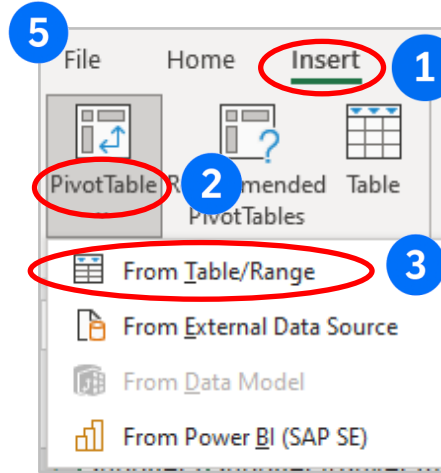 5
File Home Insert 1
PivotTable 2 mended Table
PivotTables
From Table/Range 3
From External Data Source
From Data Model
From Power BI (SAP SE)